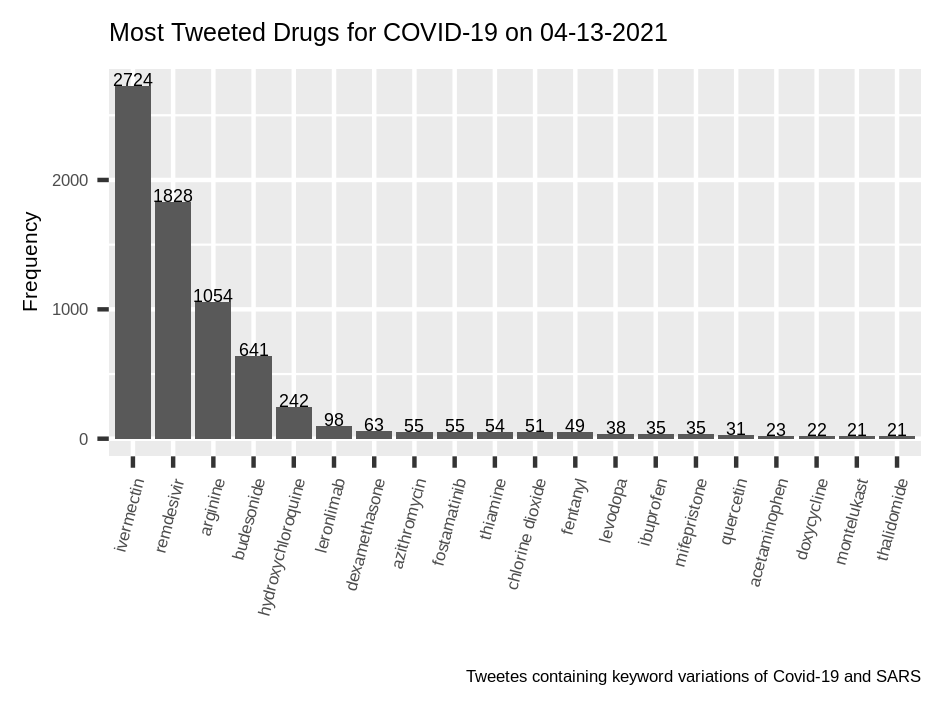 Most Tweeted Drugs for COVID-19 on 04-13-2021
Frequency
2000
1000
0
2724
1828
1054
641
242
98
63
55
55
54
51
49
38
35
35
31
23
22
21
21
ivermectin
remdesivir
arginine
budesonide
hydroxychloroquine
leronlimab
dexamethasone
azithromycin
fostamatinib
thiamine
chlorine dioxide
fentanyl
levodopa
ibuprofen
mifepristone
quercetin
acetaminophen
doxycycline
montelukast
thalidomide
Tweetes containing keyword variations of Covid-19 and SARS